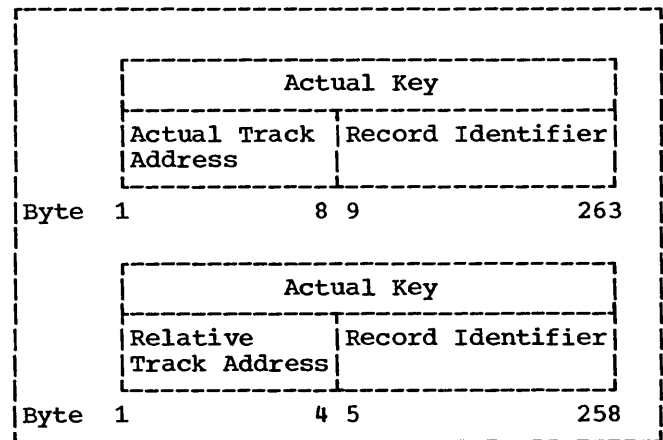 Actual Key
Actual Track Record Identifier
Address
Byte 1 8 9 263
Actual Key
Relative Record Identifier
Track Address
Byte 1 4 5 258